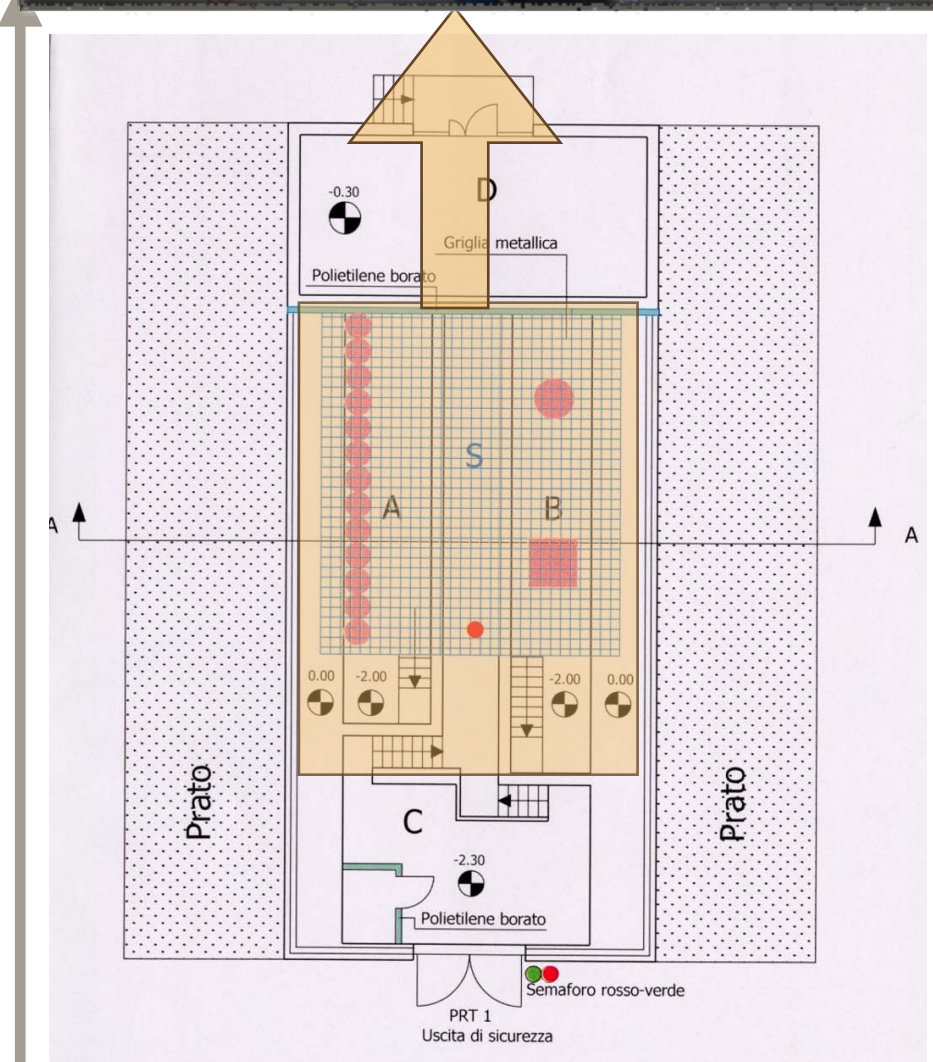 D
-0.30
Griglia metallica
Polietilene borato
S
A
B
A
A
0.00
-2.00
-2.00
0.00
Prato
Prato
C
-2.30
Polietilene borato
Semaforo rosso-verde
PRT 1
Uscita di sicurezza